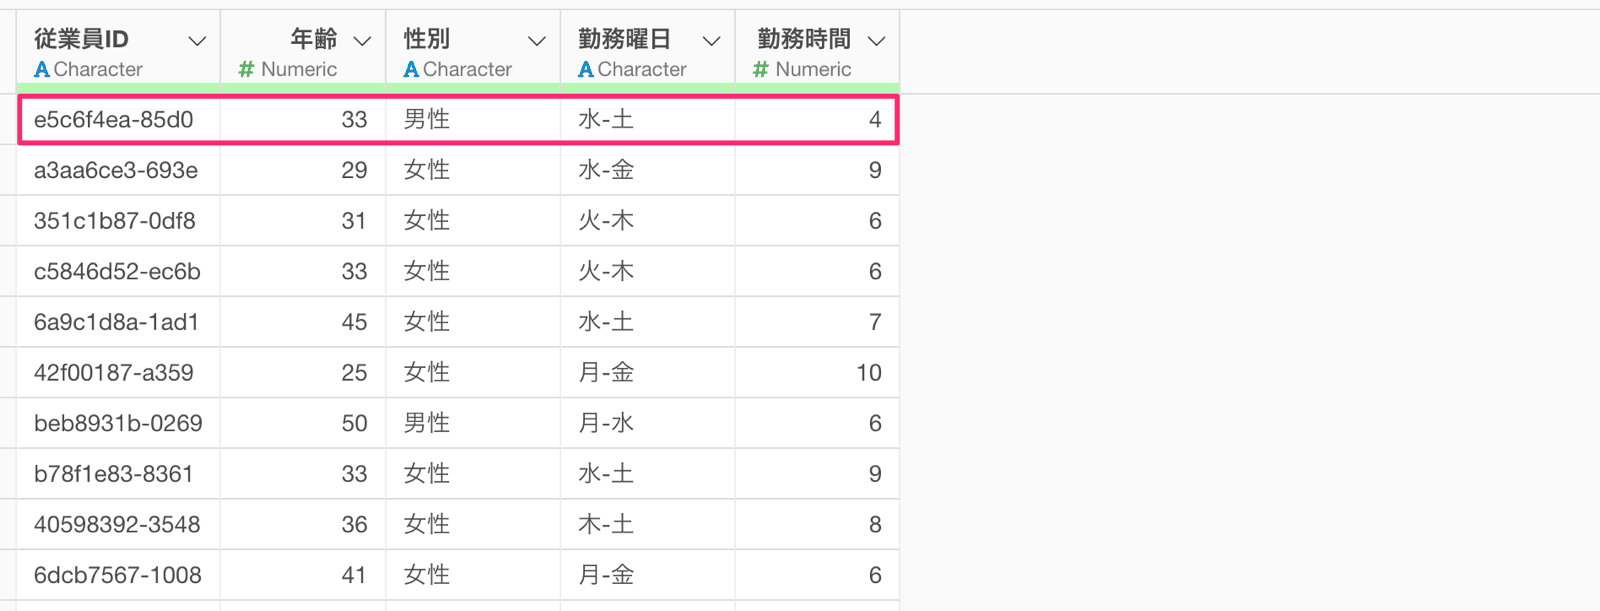 従業員ID 年齢 性別 勤務曜日 勤務時間
A Character # Numeric A Character A Character # Numeric
e5c6f4ea-85d0 33 男性 水-土 4
a3aa6ce3-693e 29 女性 水-金 9
351c1b87-0df8 31 女性 火-木 6
c5846d52-ec6b 33 女性 火-木 6
6a9c1d8a-1ad1 45 女性 水-土 7
42f00187-a359 25 女性 月-金 10
beb8931b-0269 50 男性 月-水 6
b78f1e83-8361 33 女性 水-土 9
40598392-3548 36 女性 木-土 8
6dcb7567-1008 41 女性 月-金 6